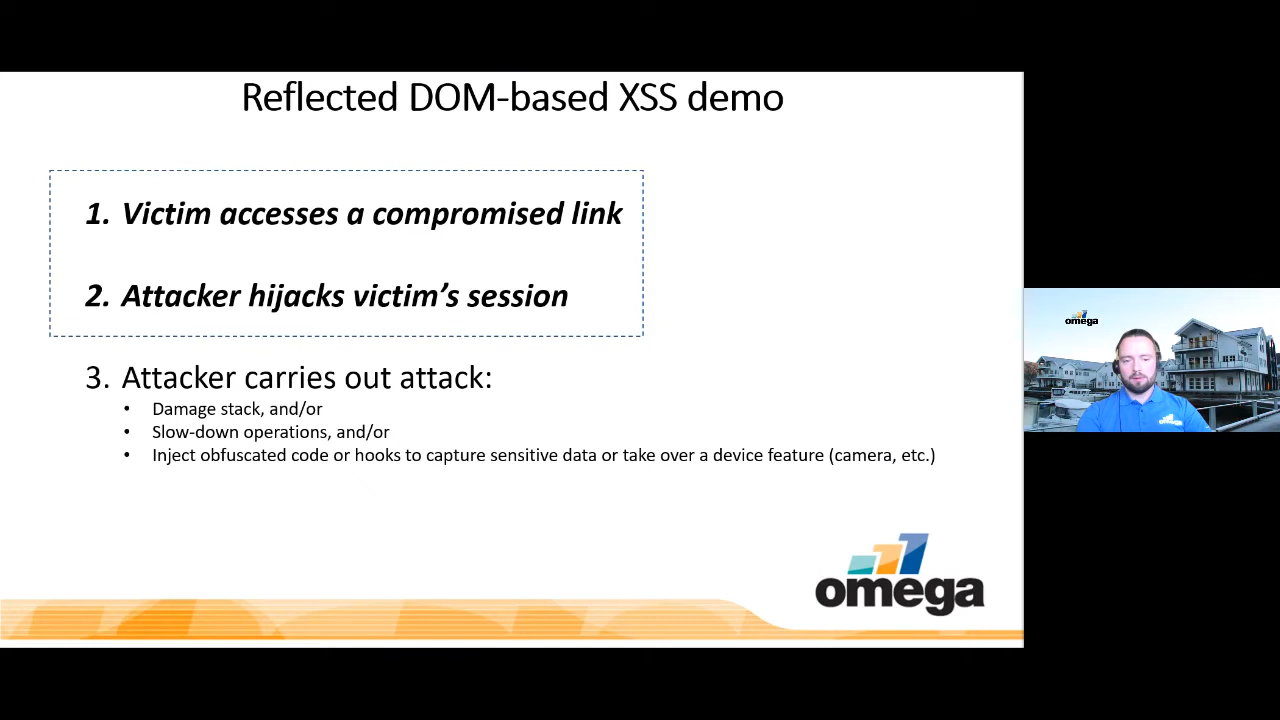 Reflected DOM-based XSS demo
1. Victim accesses a compromised link
2. Attacker hijacks victim’s session
3. Attacker carries out attack:
• Damage stack, and/or
• Slow-down operations, and/or
• Inject obfuscated code or hooks to capture sensitive data or take over a device feature (camera, etc.)
omega
omega
omega